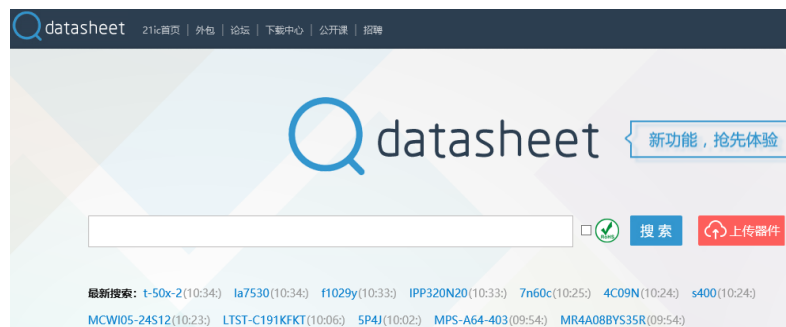 datasheet 21ic首页 | 外包 | 论坛 | 下载中心 | 公开课 | 招聘
datasheet 新功能，抢先体验
RoHS 搜索 上传器件
最新搜索： t-50x-2(10:34:) la7530(10:34:) f1029y(10:33:) IPP320N20(10:33:) 7n60c(10:25:) 4C09N(10:24:) s400(10:24:)
MCWI05-24S12(10:23:) LTST-C191KFKT(10:06:) 5P4J(10:02:) MPS-A64-403(09:54:) MR4A08BYS35R(09:54:)